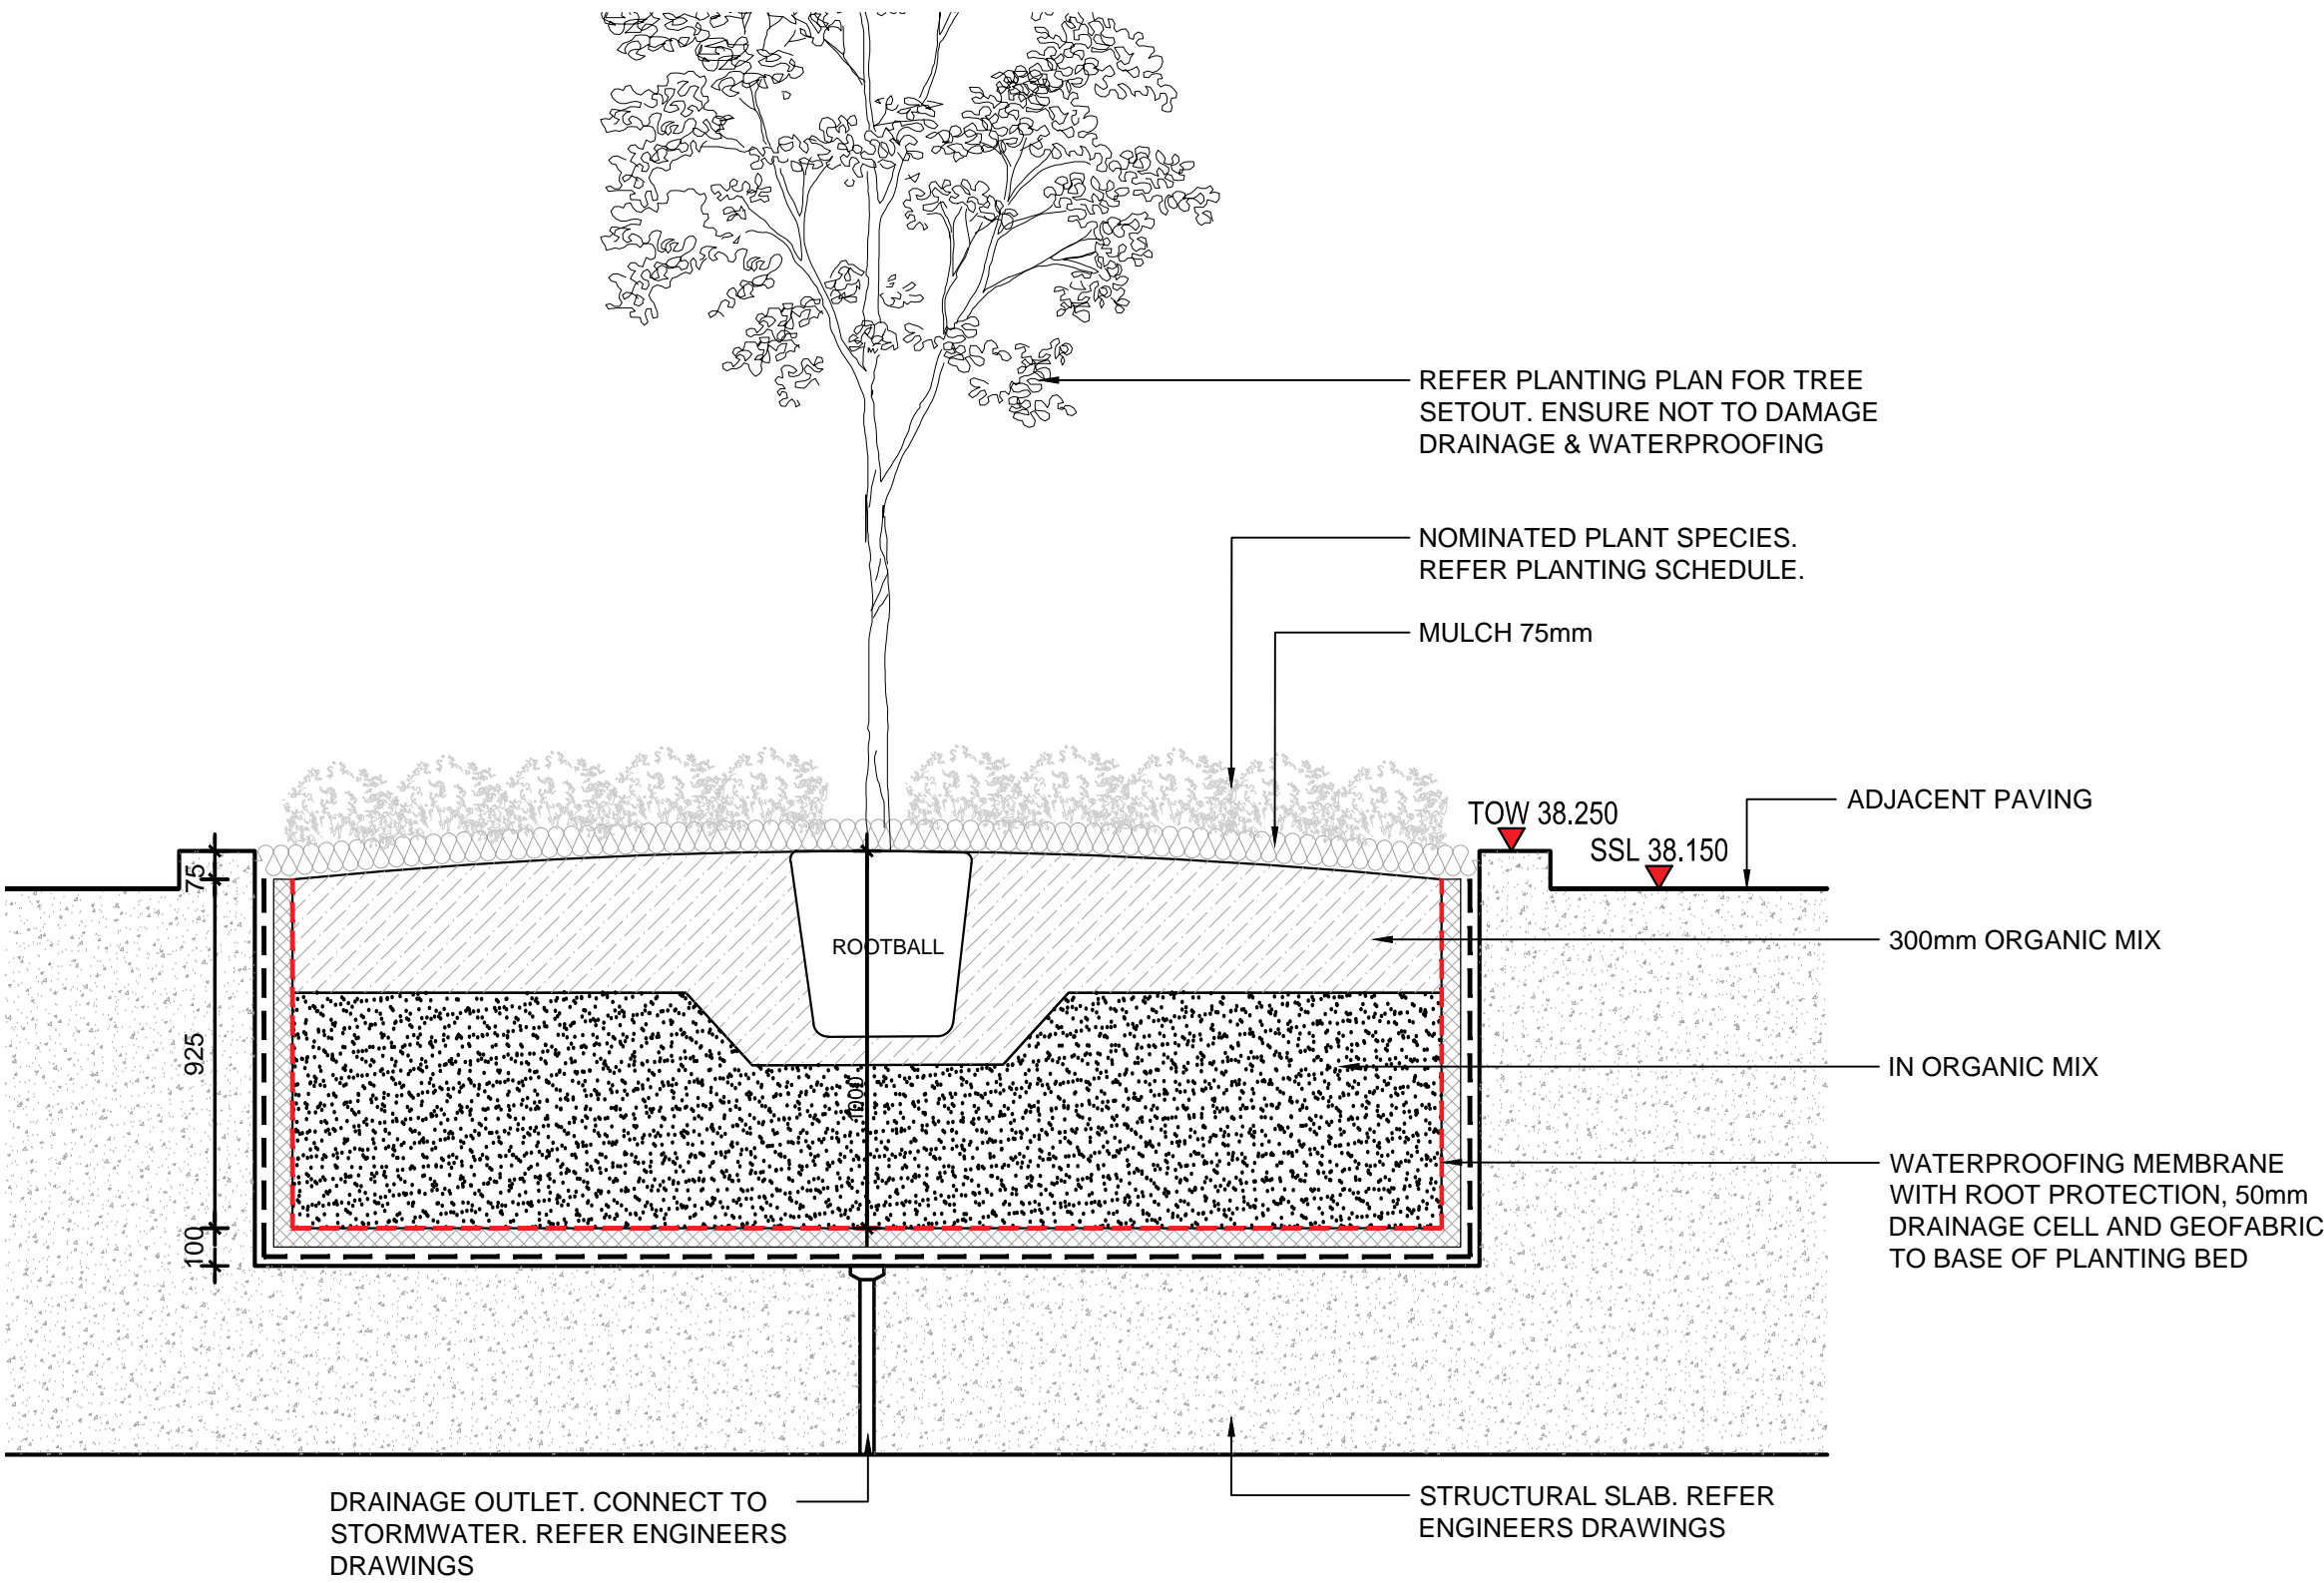 REFER PLANTING PLAN FOR TREE
SETOUT. ENSURE NOT TO DAMAGE
DRAINAGE & WATERPROOFING
NOMINATED PLANT SPECIES.
REFER PLANTING SCHEDULE.
MULCH 75mm
ADJACENT PAVING
TOW 38.250
SSL 38.150
75
300mm ORGANIC MIX
ROOTBALL
925
IN ORGANIC MIX
1000
WATERPROOFING MEMBRANE
WITH ROOT PROTECTION, 50mm
DRAINAGE CELL AND GEOFABRIC
TO BASE OF PLANTING BED
100
DRAINAGE OUTLET. CONNECT TO
STORMWATER. REFER ENGINEERS
DRAWINGS
STRUCTURAL SLAB. REFER
ENGINEERS DRAWINGS